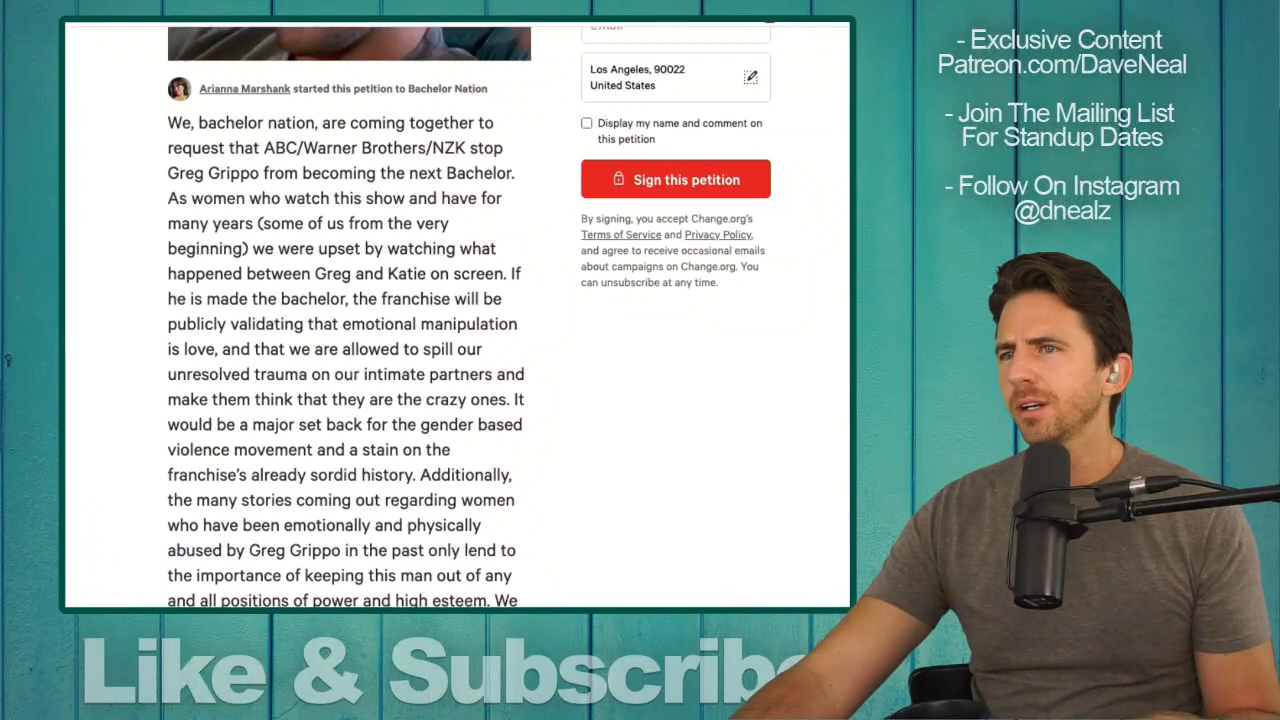 Arianna Marshank started this petition to Bachelor Nation
We, bachelor nation, are coming together to
request that ABC/Warner Brothers/NZK stop
Greg Grippo from becoming the next Bachelor.
As women who watch this show and have for
many years (some of us from the very
beginning) we were upset by watching what
happened between Greg and Katie on screen. If
he is made the bachelor, the franchise will be
publicly validating that emotional manipulation
is love, and that we are allowed to spill our
unresolved trauma on our intimate partners and
make them think that they are the crazy ones. It
would be a major set back for the gender based
violence movement and a stain on the
franchise's already sordid history. Additionally,
the many stories coming out regarding women
who have been emotionally and physically
abused by Greg Grippo in the past only lend to
the importance of keeping this man out of any
and all positions of power and high esteem. We
Los Angeles, 90022
United States
Display my name and comment on
this petition
Sign this petition
By signing, you accept Change.org's
Terms of Service and Privacy Policy,
and agree to receive occasional emails
about campaigns on Change.org. You
can unsubscribe at any time.
- Exclusive Content
Patreon.com/DaveNeal
- Join The Mailing List
For Standup Dates
- Follow On Instagram
@dnealz
Like & Subscribe